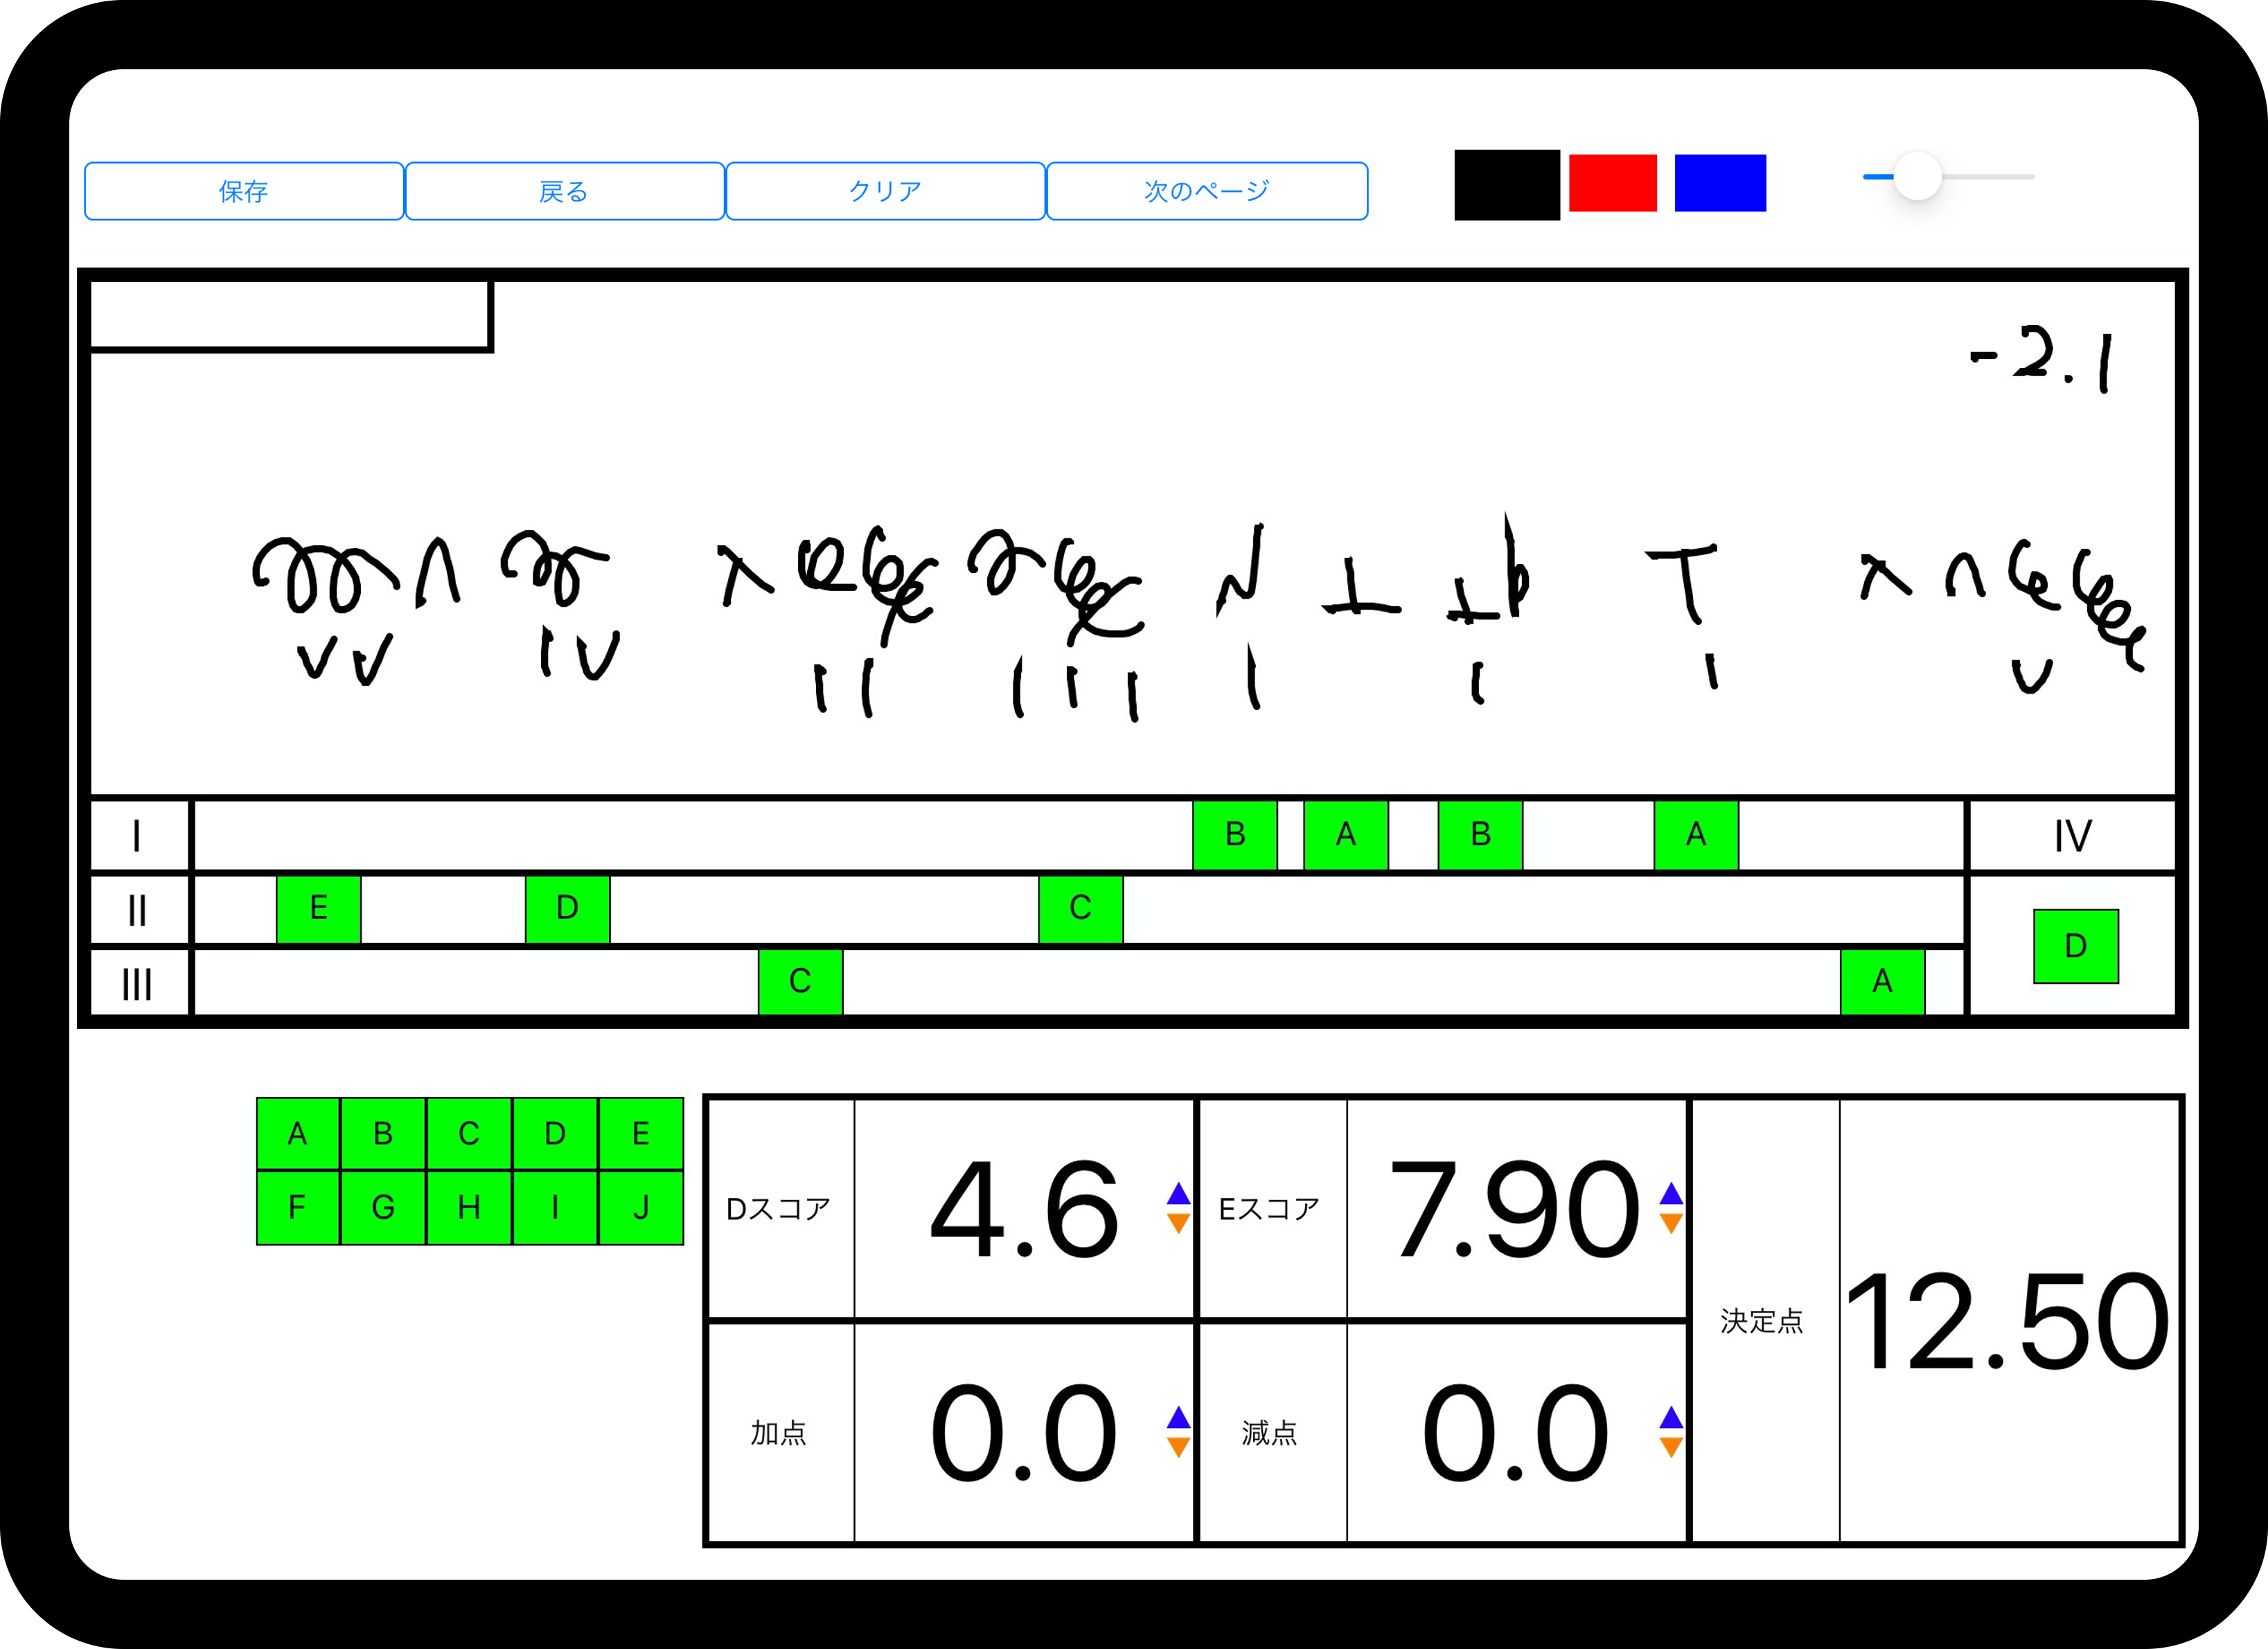 保存 戻る クリア 次のページ
-2.1
I B A B A IV
II E D C D
III C A
A B C D E
F G H I J
Dスコア 4.6 Eスコア 7.90
決定点 12.50
加点 0.0 減点 0.0